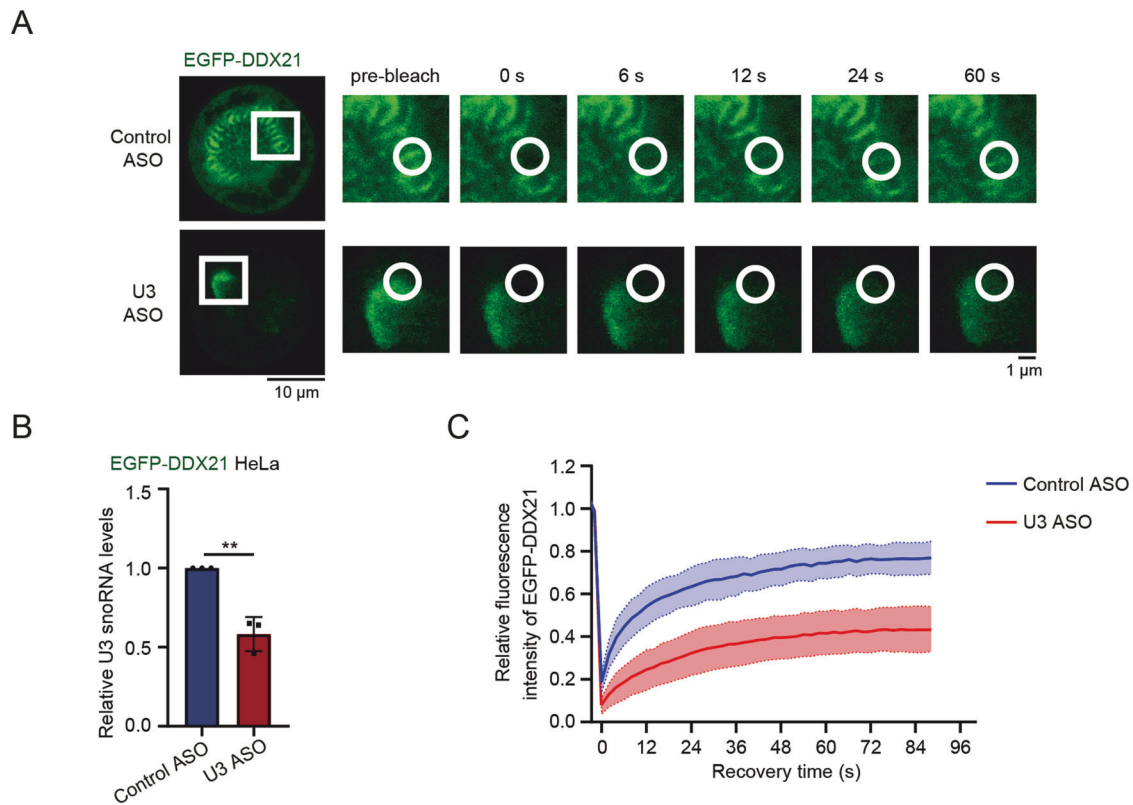 A
EGFP-DDX21
pre-bleach 0 s 6 s 12 s 24 s 60 s
Control
ASO
U3
ASO
10 µm
1 µm
B
EGFP-DDX21 HeLa
Relative U3 snoRNA levels
1.5
1.0
0.5
0.0
**
Control ASO
U3 ASO
C
Relative fluorescence
intensity of EGFP-DDX21
1.2
1.0
0.8
0.6
0.4
0.2
0.0
0 12 24 36 48 60 72 84 96
Recovery time (s)
Control ASO
U3 ASO